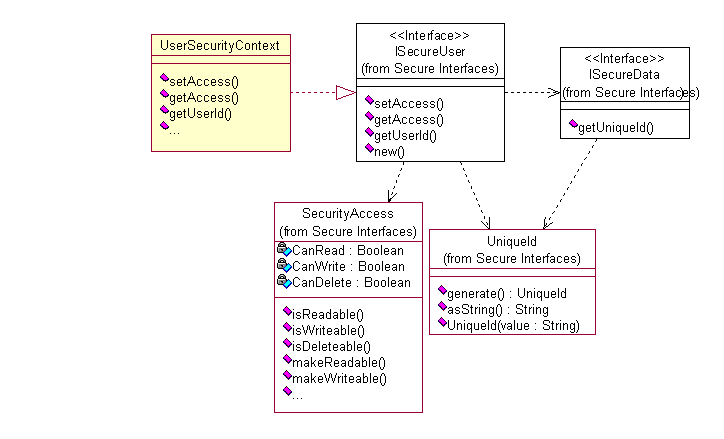 UserSecurityContext
setAccess()
getAccess()
getUserId()
...
<<Interface>>
ISecureUser
(from Secure Interfaces)
setAccess()
getAccess()
getUserId()
new()
<<Interface>>
ISecureData
(from Secure Interfaces)
getUniqueId()
SecurityAccess
(from Secure Interfaces)
CanRead : Boolean
CanWrite : Boolean
CanDelete : Boolean
isReadable()
isWriteable()
isDeleteable()
makeReadable()
makeWriteable()
...
UniqueId
(from Secure Interfaces)
generate() : UniqueId
asString() : String
UniqueId(value : String)